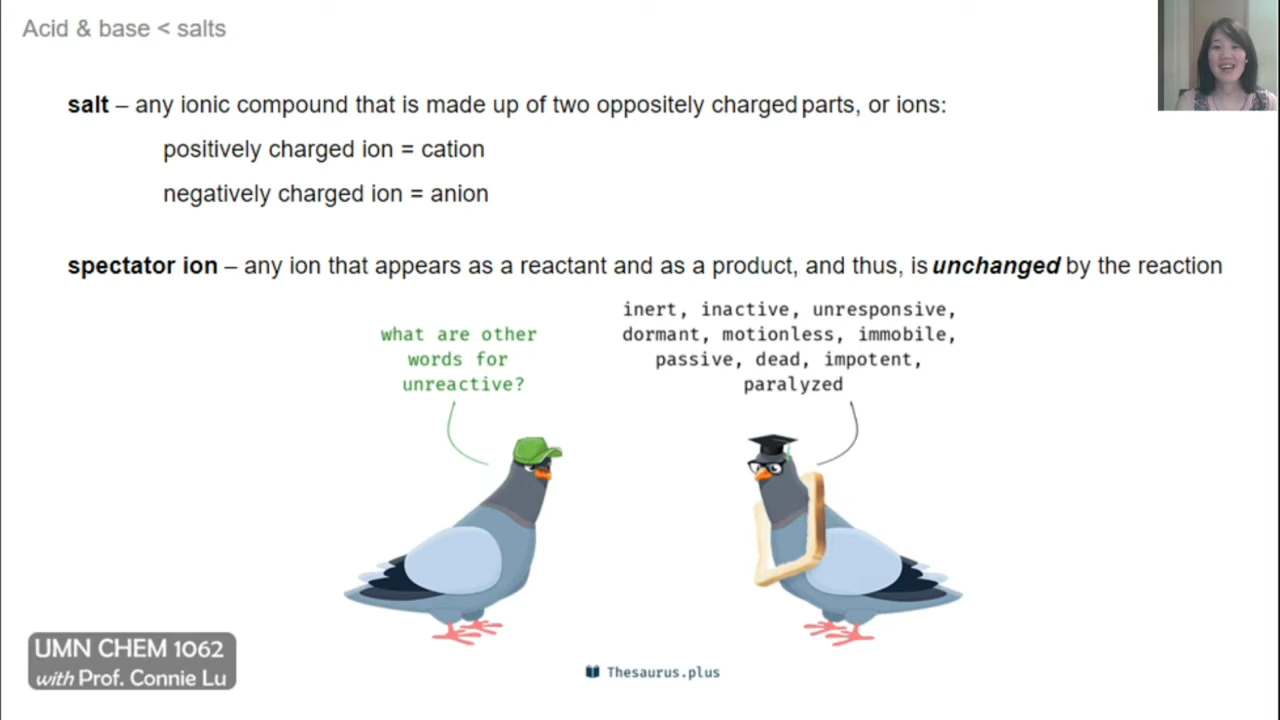 Acid & base < salts
salt – any ionic compound that is made up of two oppositely charged parts, or ions:
positively charged ion = cation
negatively charged ion = anion
spectator ion – any ion that appears as a reactant and as a product, and thus, is unchanged by the reaction
what are other
words for
unreactive?
inert, inactive, unresponsive,
dormant, motionless, immobile,
passive, dead, impotent,
paralyzed
UMN CHEM 1062
with Prof. Connie Lu
Thesaurus.plus